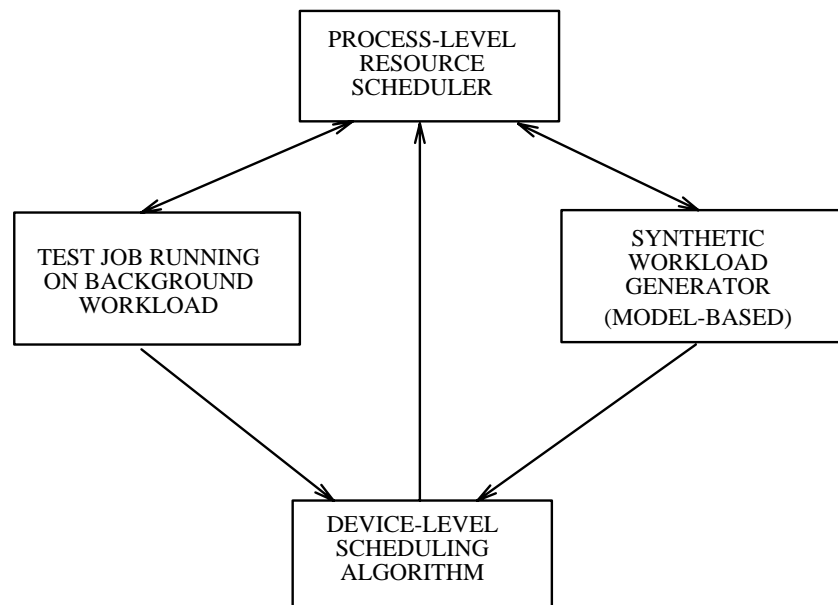 PROCESS-LEVEL
RESOURCE
SCHEDULER
TEST JOB RUNNING
ON BACKGROUND
WORKLOAD
SYNTHETIC
WORKLOAD
GENERATOR
(MODEL-BASED)
DEVICE-LEVEL
SCHEDULING
ALGORITHM